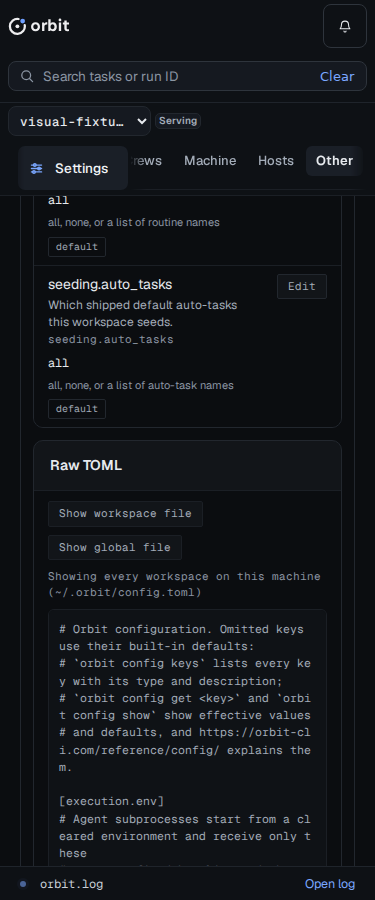 orbit
Search tasks or run ID
Clear
visual-fixtu…
Serving
Settings
Machine
Hosts
Other
all
all, none, or a list of routine names
default
seeding.auto_tasks
Edit
Which shipped default auto-tasks
this workspace seeds.
seeding.auto_tasks
all
all, none, or a list of auto-task names
default
Raw TOML
Show workspace file
Show global file
Showing every workspace on this machine
(~/.orbit/config.toml)
# Orbit configuration. Omitted keys
use their built-in defaults:
# `orbit config keys` lists every ke
y with its type and description;
# `orbit config get <key>` and `orbi
t config show` show effective values
# and defaults, and https://orbit-cl
i.com/reference/config/ explains the
m.
[execution.env]
# Agent subprocesses start from a cl
eared environment and receive only t
hese
orbit.log
Open log